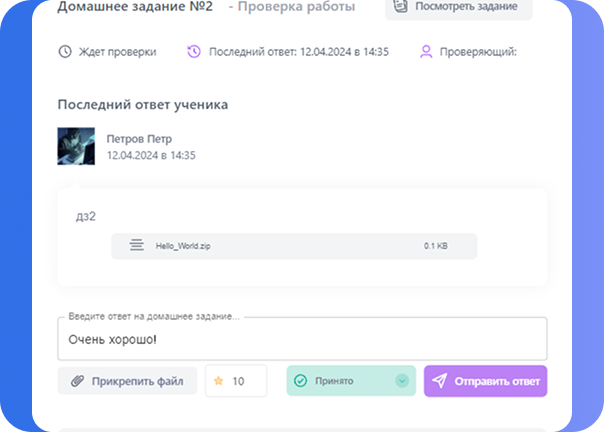 Домашнее задание №2 - Проверка работы
Посмотреть задание
Ждет проверки
Последний ответ: 12.04.2024 в 14:35
Проверяющий:
Последний ответ ученика
Петров Петр
12.04.2024 в 14:35
дз2
Hello_World.zip
0.1 KB
Введите ответ на домашнее задание...
Очень хорошо!
Прикрепить файл
10
Принято
Отправить ответ